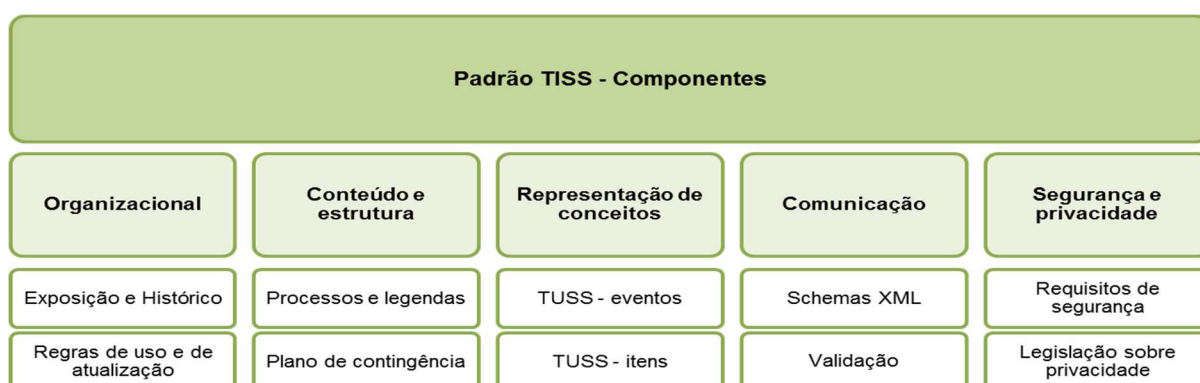 Padrão TISS - Componentes
Organizacional
Conteúdo e
estrutura
Representação de
conceitos
Comunicação
Segurança e
privacidade
Exposição e Histórico
Processos e legendas
TUSS - eventos
Schemas XML
Requisitos de
segurança
Regras de uso e de
atualização
Plano de contingência
TUSS - itens
Validação
Legislação sobre
privacidade